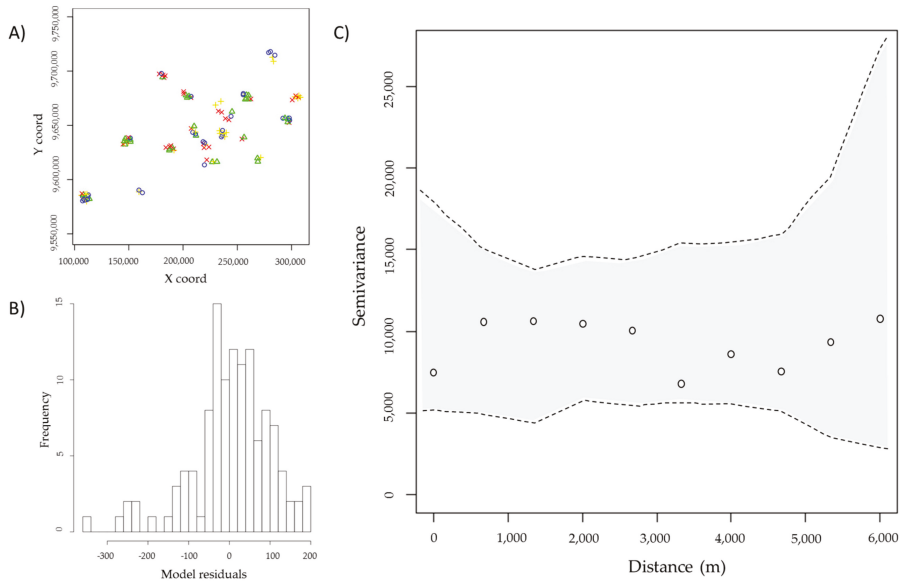 A)
9,750,000
9,700,000
9,650,000
9,600,000
9,550,000
Y coord
100,000 150,000 200,000 250,000 300,000
X coord
B)
15
10
5
0
Frequency
-300 -200 -100 0 100 200
Model residuals
C)
25,000
20,000
15,000
10,000
5,000
0
Semivariance
0 1,000 2,000 3,000 4,000 5,000 6,000
Distance (m)